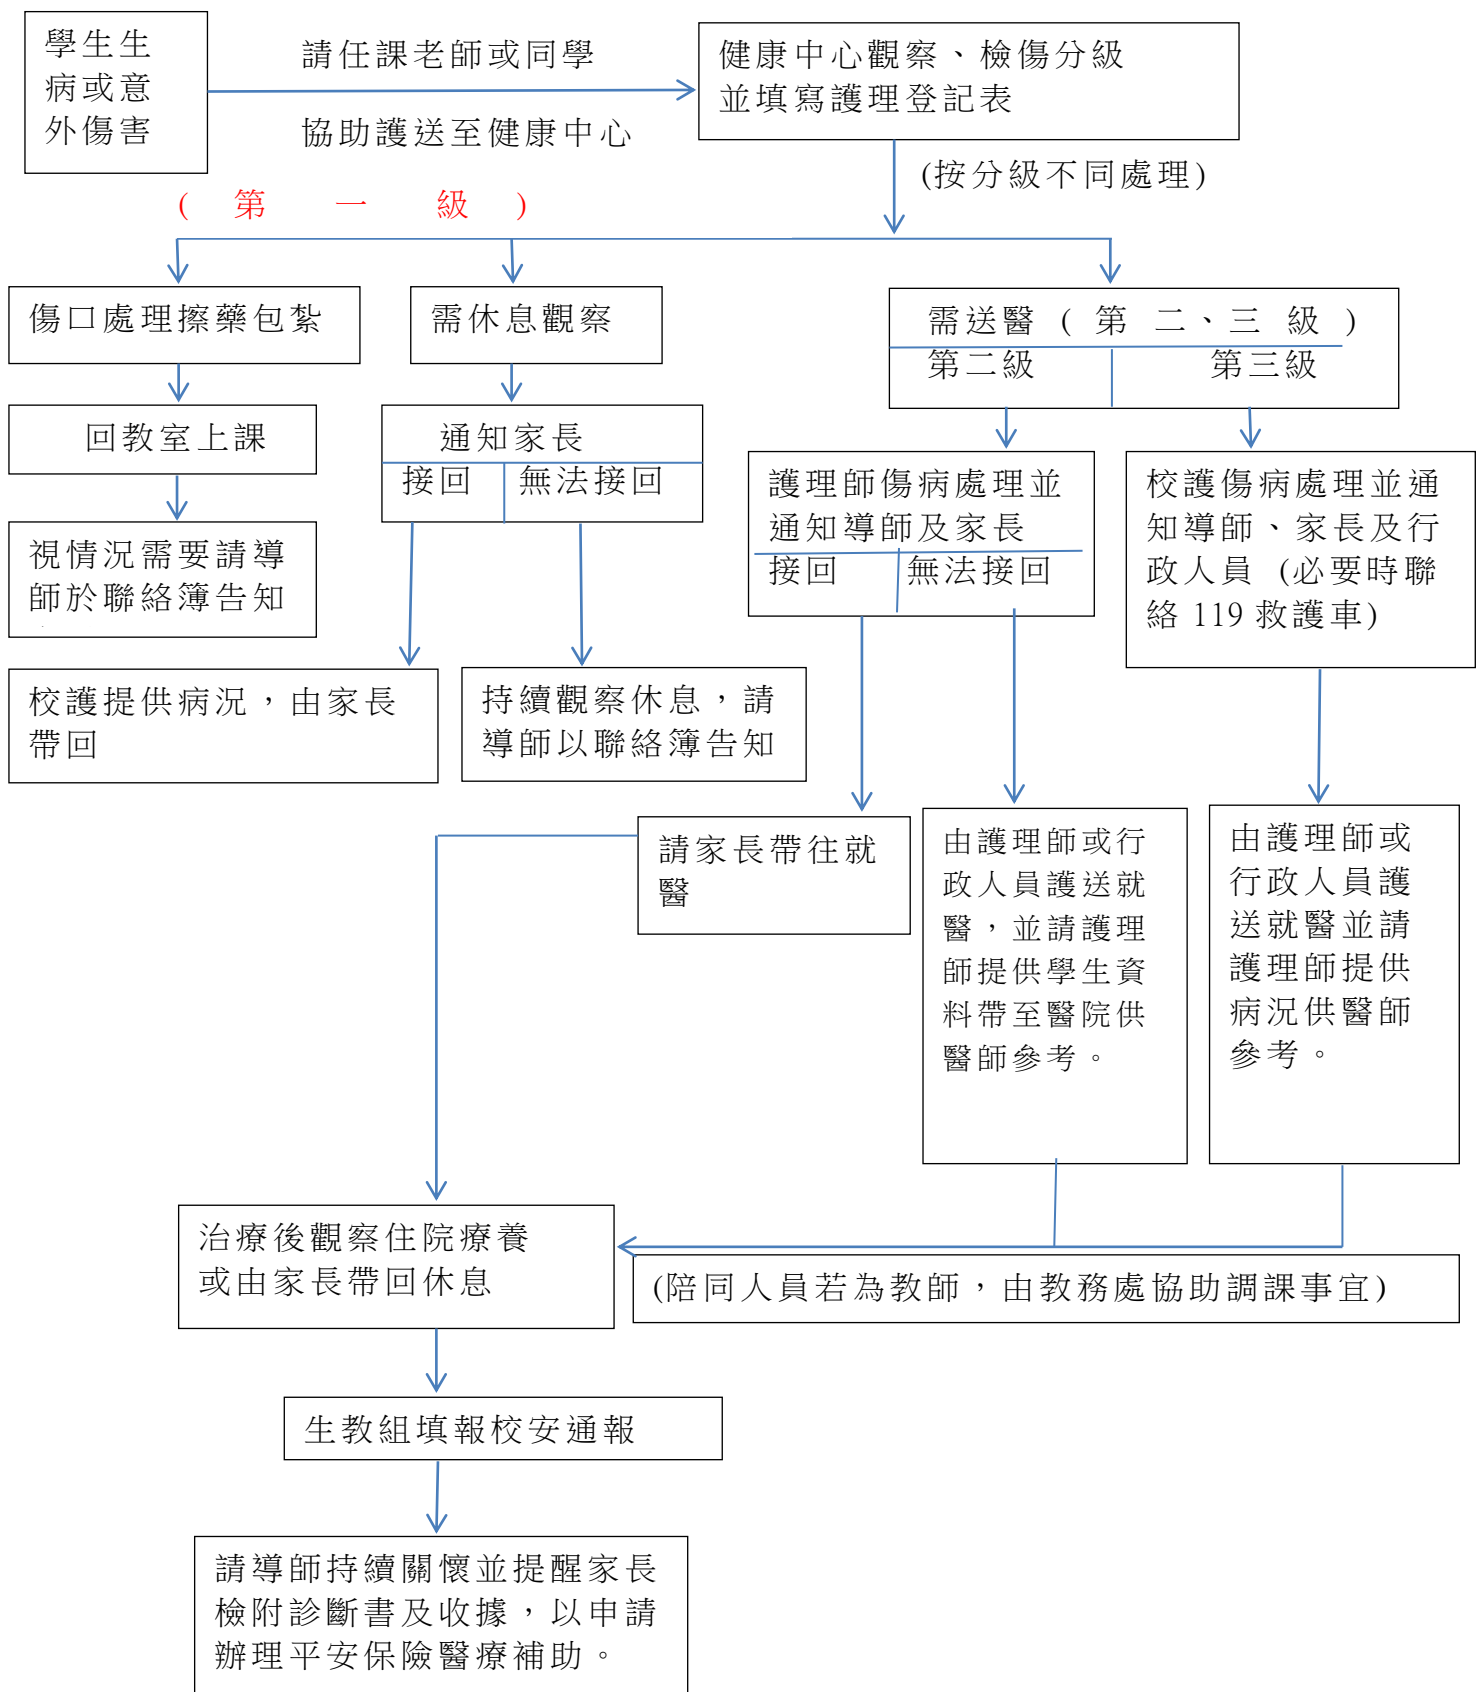 學生生
病或意
外傷害
請任課老師或同學
協助護送至健康中心
健康中心觀察、檢傷分級
並填寫護理登記表
(按分級不同處理)
( 第 一 級 )
傷口處理擦藥包紮
需休息觀察
需送醫 ( 第 二、三 級 )
第二級 第三級
回教室上課
通知家長
接回 無法接回
護理師傷病處理並
通知導師及家長
接回 無法接回
校護傷病處理並通
知導師、家長及行
政人員 (必要時聯
絡 119 救護車)
視情況需要請導
師於聯絡簿告知
校護提供病況，由家長
帶回
持續觀察休息，請
導師以聯絡簿告知
請家長帶往就
醫
由護理師或行
政人員護送就
醫，並請護理
師提供學生資
料帶至醫院供
醫師參考。
由護理師或
行政人員護
送就醫並請
護理師提供
病況供醫師
參考。
治療後觀察住院療養
或由家長帶回休息
(陪同人員若為教師，由教務處協助調課事宜)
生教組填報校安通報
請導師持續關懷並提醒家長
檢附診斷書及收據，以申請
辦理平安保險醫療補助。